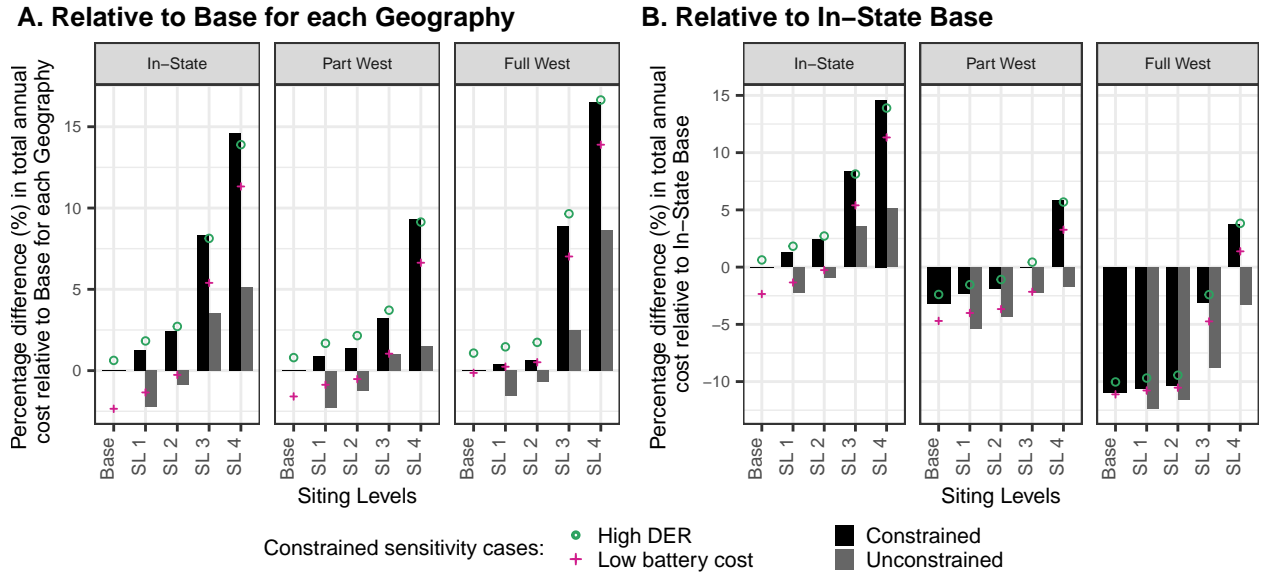 A. Relative to Base for each Geography
Percentage difference (%) in total annual
cost relative to Base for each Geography
In−State
Part West
Full West
15
10
5
0
Base
SL 1
SL 2
SL 3
SL 4
Base
SL 1
SL 2
SL 3
SL 4
Base
SL 1
SL 2
SL 3
SL 4
Siting Levels
B. Relative to In−State Base
Percentage difference (%) in total annual
cost relative to In−State Base
In−State
Part West
Full West
15
10
5
0
−5
−10
Base
SL 1
SL 2
SL 3
SL 4
Base
SL 1
SL 2
SL 3
SL 4
Base
SL 1
SL 2
SL 3
SL 4
Siting Levels
Constrained sensitivity cases:
High DER
Low battery cost
Constrained
Unconstrained